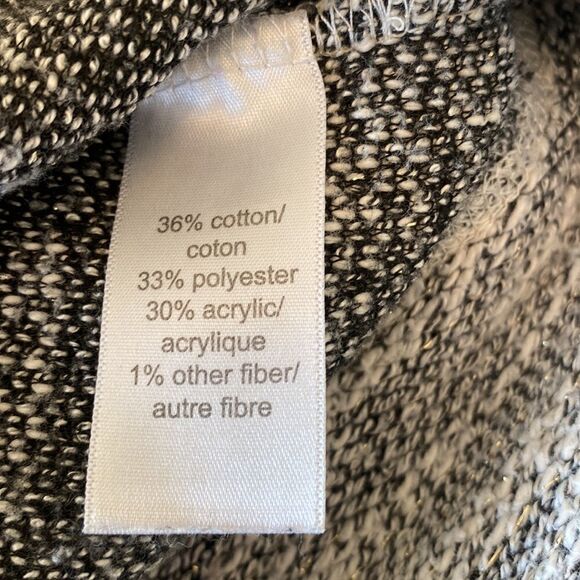 36% cotton/
coton
33% polyester
30% acrylic/
acrylique
1% other fiber/
autre fibre